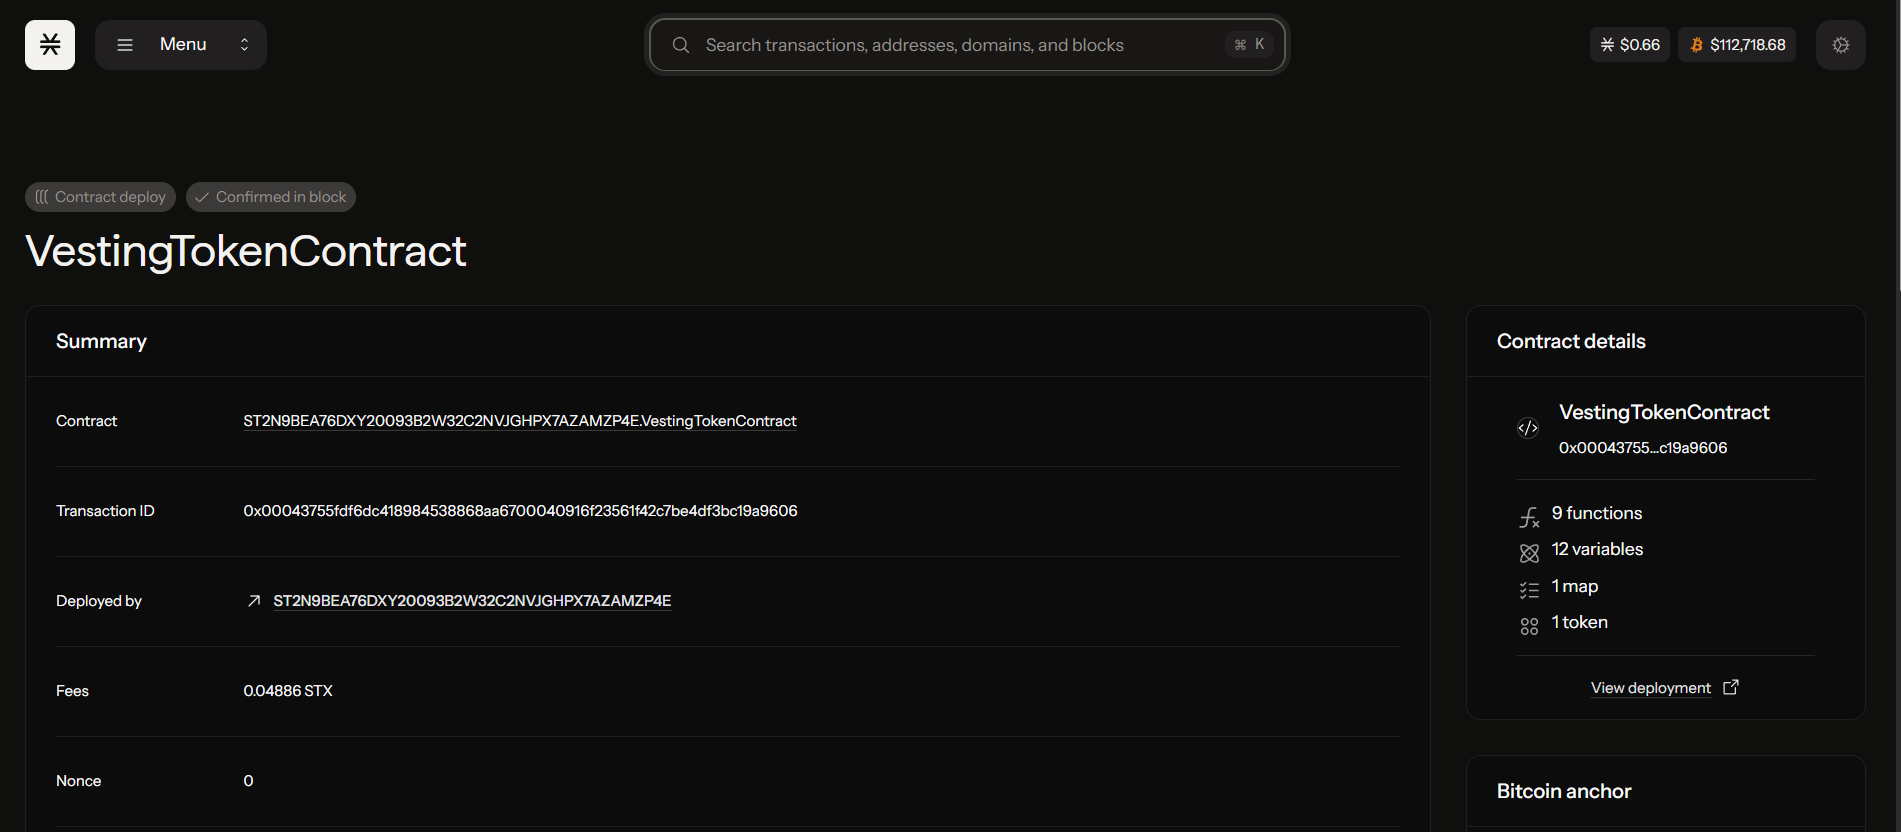 Menu
Search transactions, addresses, domains, and blocks
⌘ K
$0.66
$112,718.68
Contract deploy
Confirmed in block
VestingTokenContract
Summary
Contract
ST2N9BEA76DXY20093B2W32C2NVJGHPX7AZAMZP4E.VestingTokenContract
Transaction ID
0x00043755fdf6dc418984538868aa6700040916f23561f42c7be4df3bc19a9606
Deployed by
ST2N9BEA76DXY20093B2W32C2NVJGHPX7AZAMZP4E
Fees
0.04886 STX
Nonce
0
Contract details
VestingTokenContract
0x00043755...c19a9606
9 functions
12 variables
1 map
1 token
View deployment
Bitcoin anchor